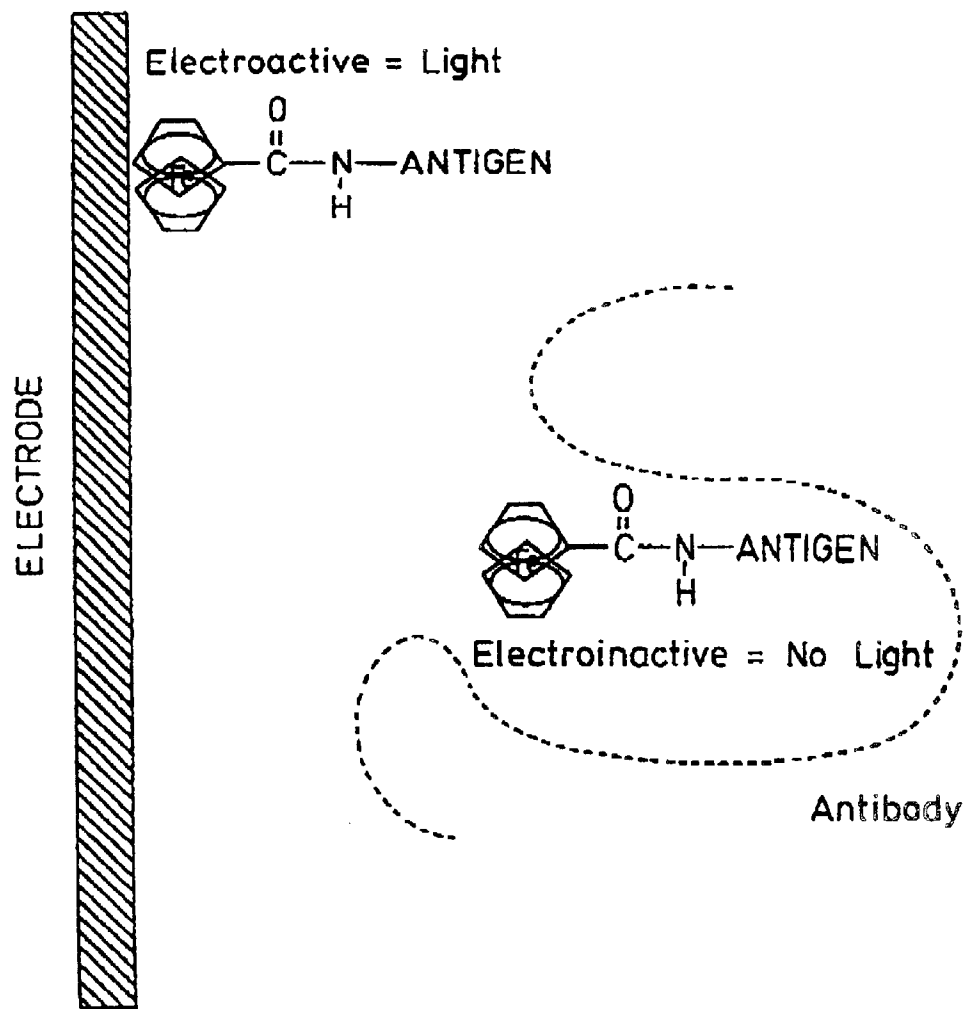 Electroactive = Light
O
C
N
ANTIGEN
H
ELECTRODE
O
C
N
ANTIGEN
H
Electroinactive = No Light
Antibody